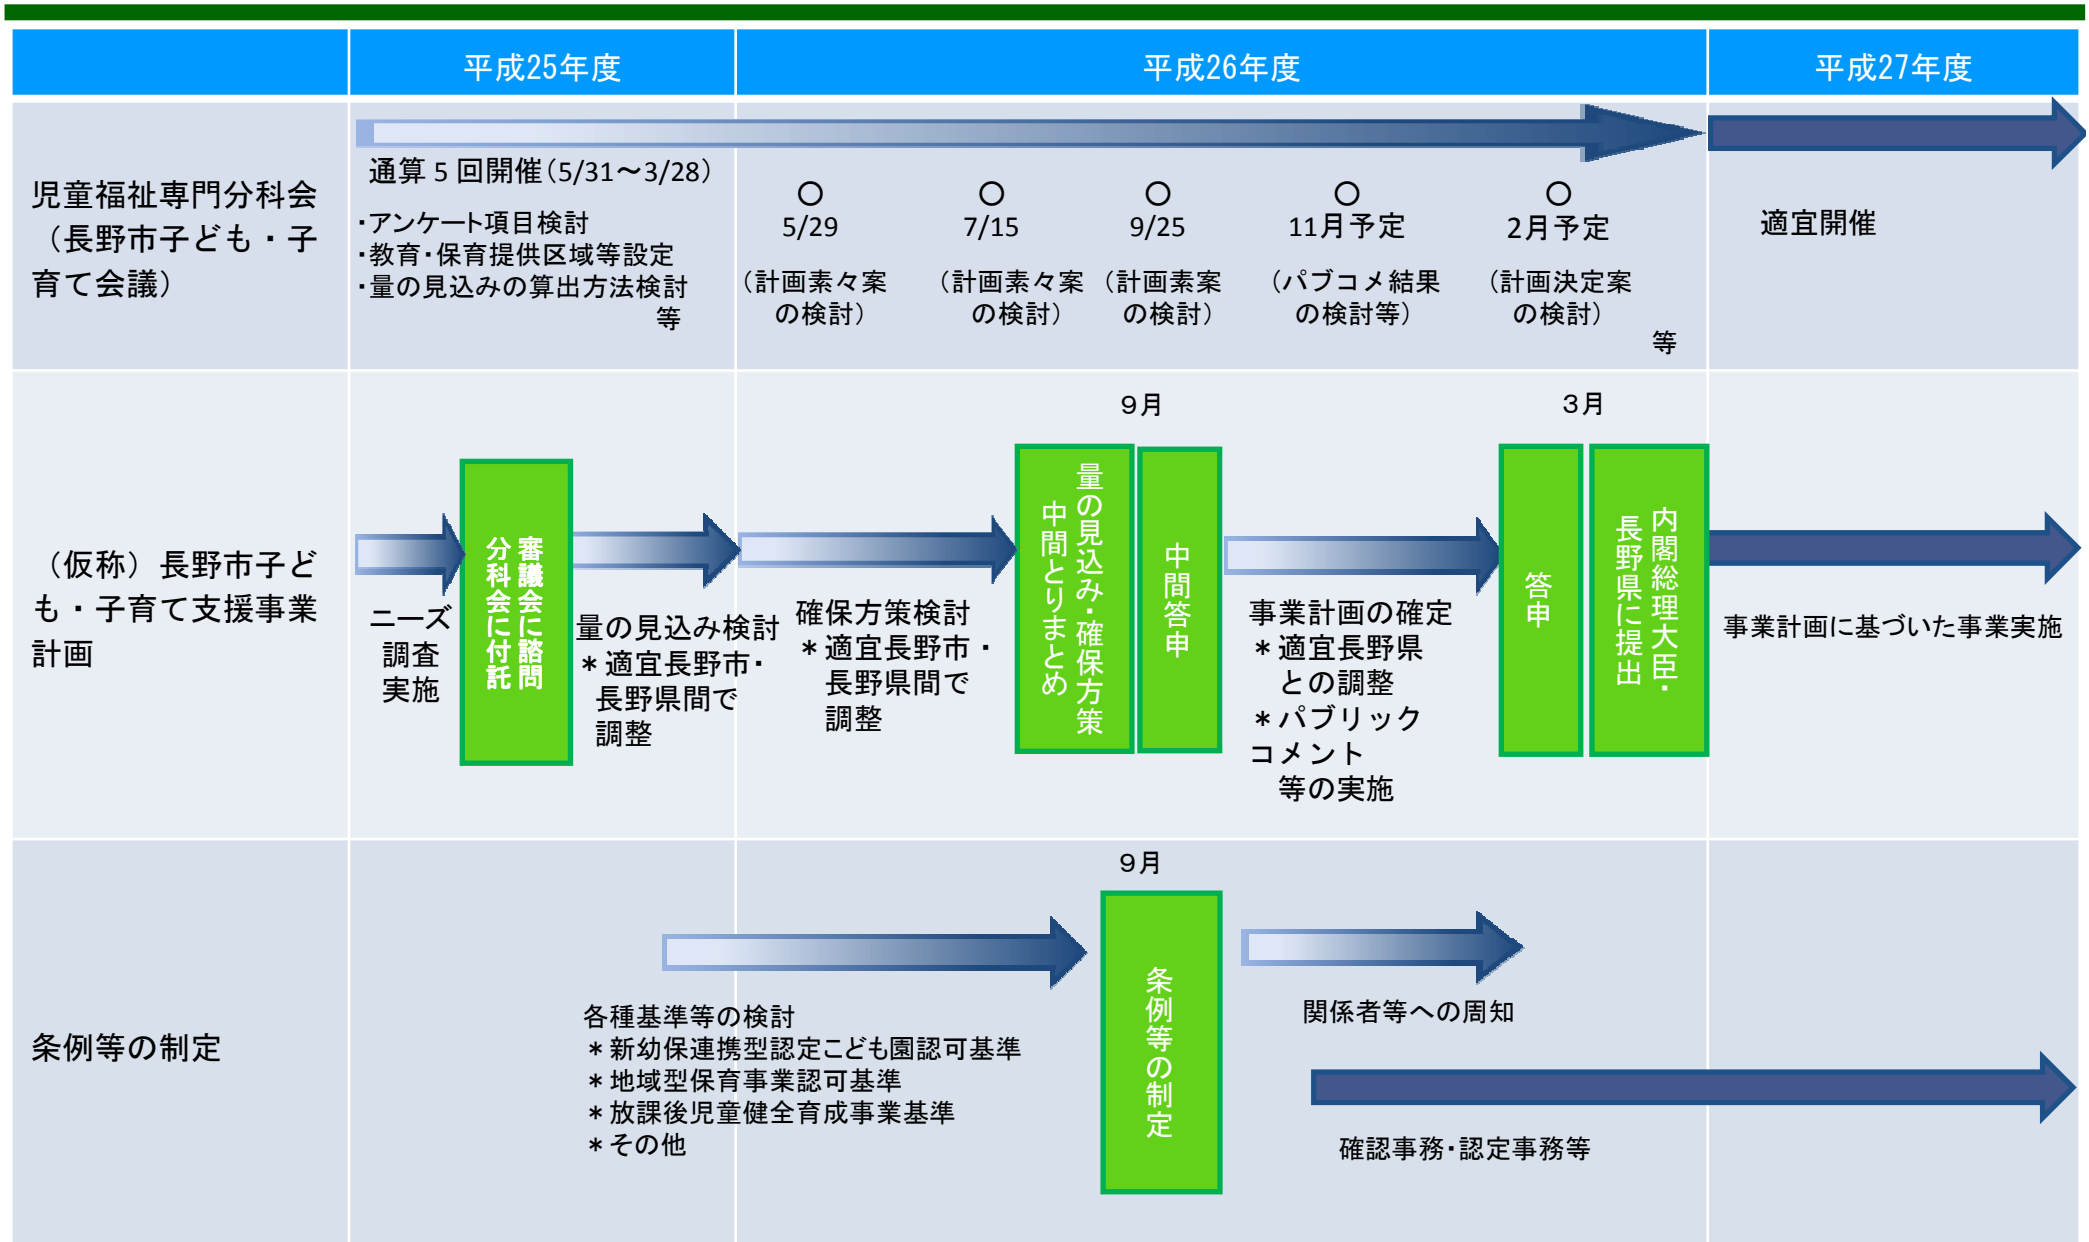 平成25年度
平成26年度
平成27年度
児童福祉専門分科会
(長野市子ども・子
育て会議)
通算5回開催(5/31~3/28)
・アンケート項目検討
・教育・保育提供区域等設定
・量の見込みの算出方法検討
等
○
5/29
(計画素々案
の検討)
○
7/15
(計画素々案
の検討)
○
9/25
(計画素案
の検討)
○
11月予定
(パブコメ結果
の検討等)
○
2月予定
(計画決定案
の検討)
等
適宜開催
(仮称)長野市子ど
も・子育て支援事業
計画
ニーズ
調査
実施
審議会に諮問
分科会に付託
量の見込み検討
*適宜長野市・
長野県間で
調整
確保方策検討
*適宜長野市・
長野県間で
調整
9月
量の見込み・確保方策
中間とりまとめ
中間答申
事業計画の確定
*適宜長野県
との調整
*パブリック
コメント
等の実施
3月
答申
内閣総理大臣・
長野県に提出
事業計画に基づいた事業実施
条例等の制定
各種基準等の検討
*新幼保連携型認定こども園認可基準
*地域型保育事業認可基準
*放課後児童健全育成事業基準
*その他
9月
条例等の制定
関係者等への周知
確認事務・認定事務等